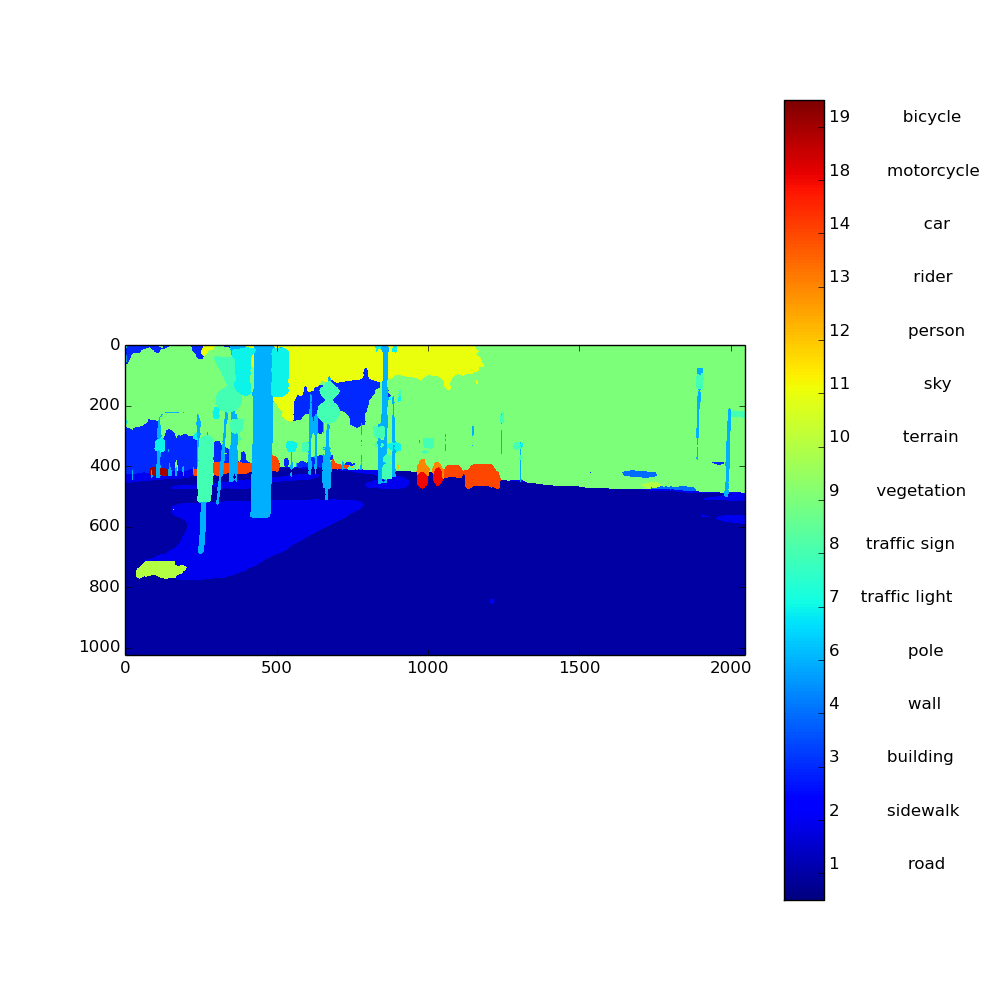 0
200
400
600
800
1000
0 500 1000 1500 2000
19 bicycle
18 motorcycle
14 car
13 rider
12 person
11 sky
10 terrain
9 vegetation
8 traffic sign
7 traffic light
6 pole
4 wall
3 building
2 sidewalk
1 road